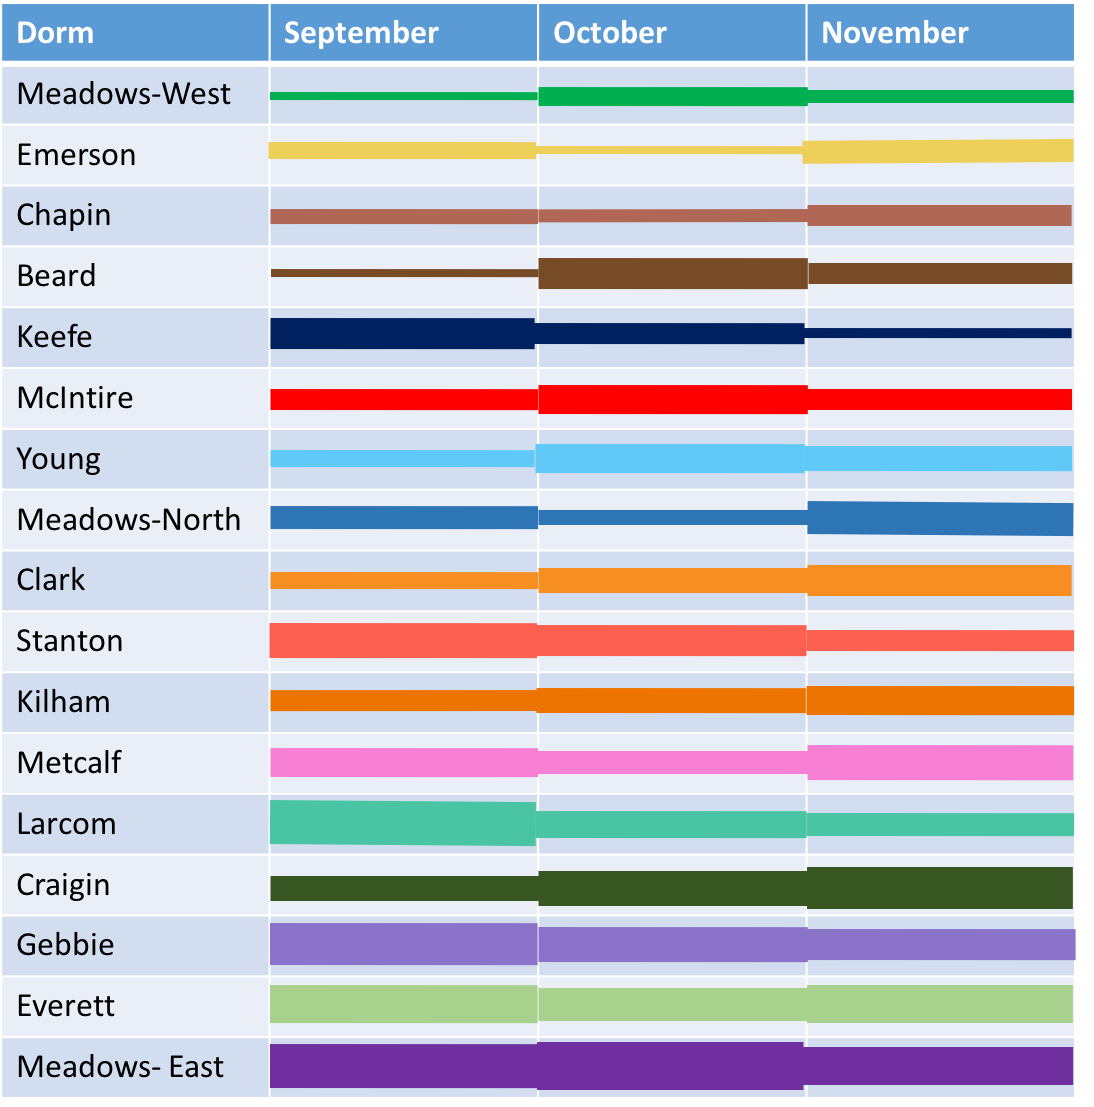 Dorm September October November
Meadows-West
Emerson
Chapin
Beard
Keefe
McIntire
Young
Meadows-North
Clark
Stanton
Kilham
Metcalf
Larcom
Craigin
Gebbie
Everett
Meadows- East